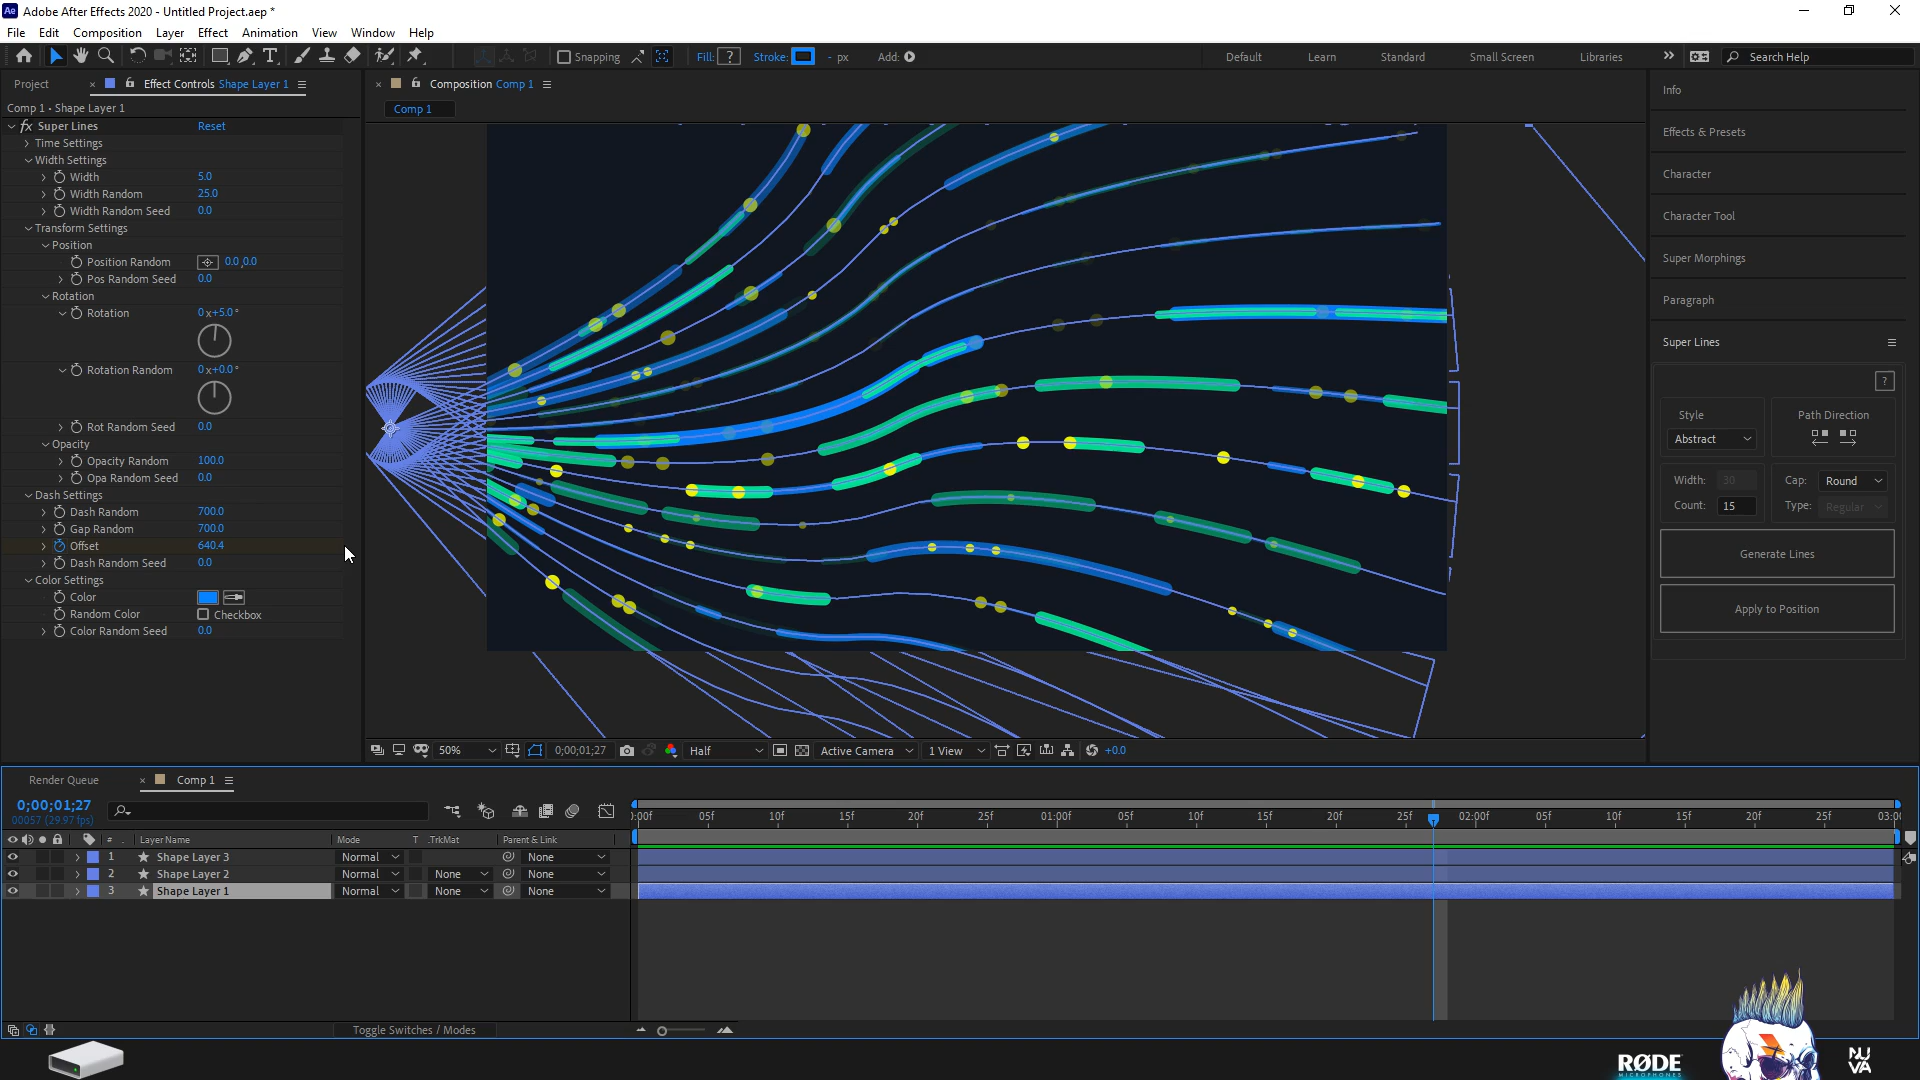 Ae Adobe After Effects 2020 - Untitled Project.aep *
File Edit Composition Layer Effect Animation View Window Help
Snapping Fill: ? Stroke: - px Add: Default Learn Standard Small Screen Libraries Search Help
Project Effect Controls Shape Layer 1 Composition Comp 1
Comp 1 • Shape Layer 1
Comp 1
fx Super Lines Reset
Time Settings
Width Settings
Width 5.0
Width Random 25.0
Width Random Seed 0.0
Transform Settings
Position
Position Random 0.0,0.0
Pos Random Seed 0.0
Rotation
Rotation 0x+5.0°
Rotation Random 0x+0.0°
Rot Random Seed 0.0
Opacity
Opacity Random 100.0
Opa Random Seed 0.0
Dash Settings
Dash Random 700.0
Gap Random 700.0
Offset 640.4
Dash Random Seed 0.0
Color Settings
Color
Random Color Checkbox
Color Random Seed 0.0
50% 0;00;01;27 Half Active Camera 1 View +0.0
Info
Effects & Presets
Character
Character Tool
Super Morphings
Paragraph
Super Lines
?
Style Path Direction
Abstract
Width: 30 Cap: Round
Count: 15 Type: Regular
Generate Lines
Apply to Position
Render Queue Comp 1
0;00;01;27
00057 (29.97 fps)
:00f 05f 10f 15f 20f 25f 01:00f 05f 10f 15f 20f 25f 02:00f 05f 10f 15f 20f 25f 03:00
# Layer Name Mode T .TrkMat Parent & Link
1 Shape Layer 3 Normal None
2 Shape Layer 2 Normal None None
3 Shape Layer 1 Normal None None
Toggle Switches / Modes
RØDE
MICROPHONES
NUVA